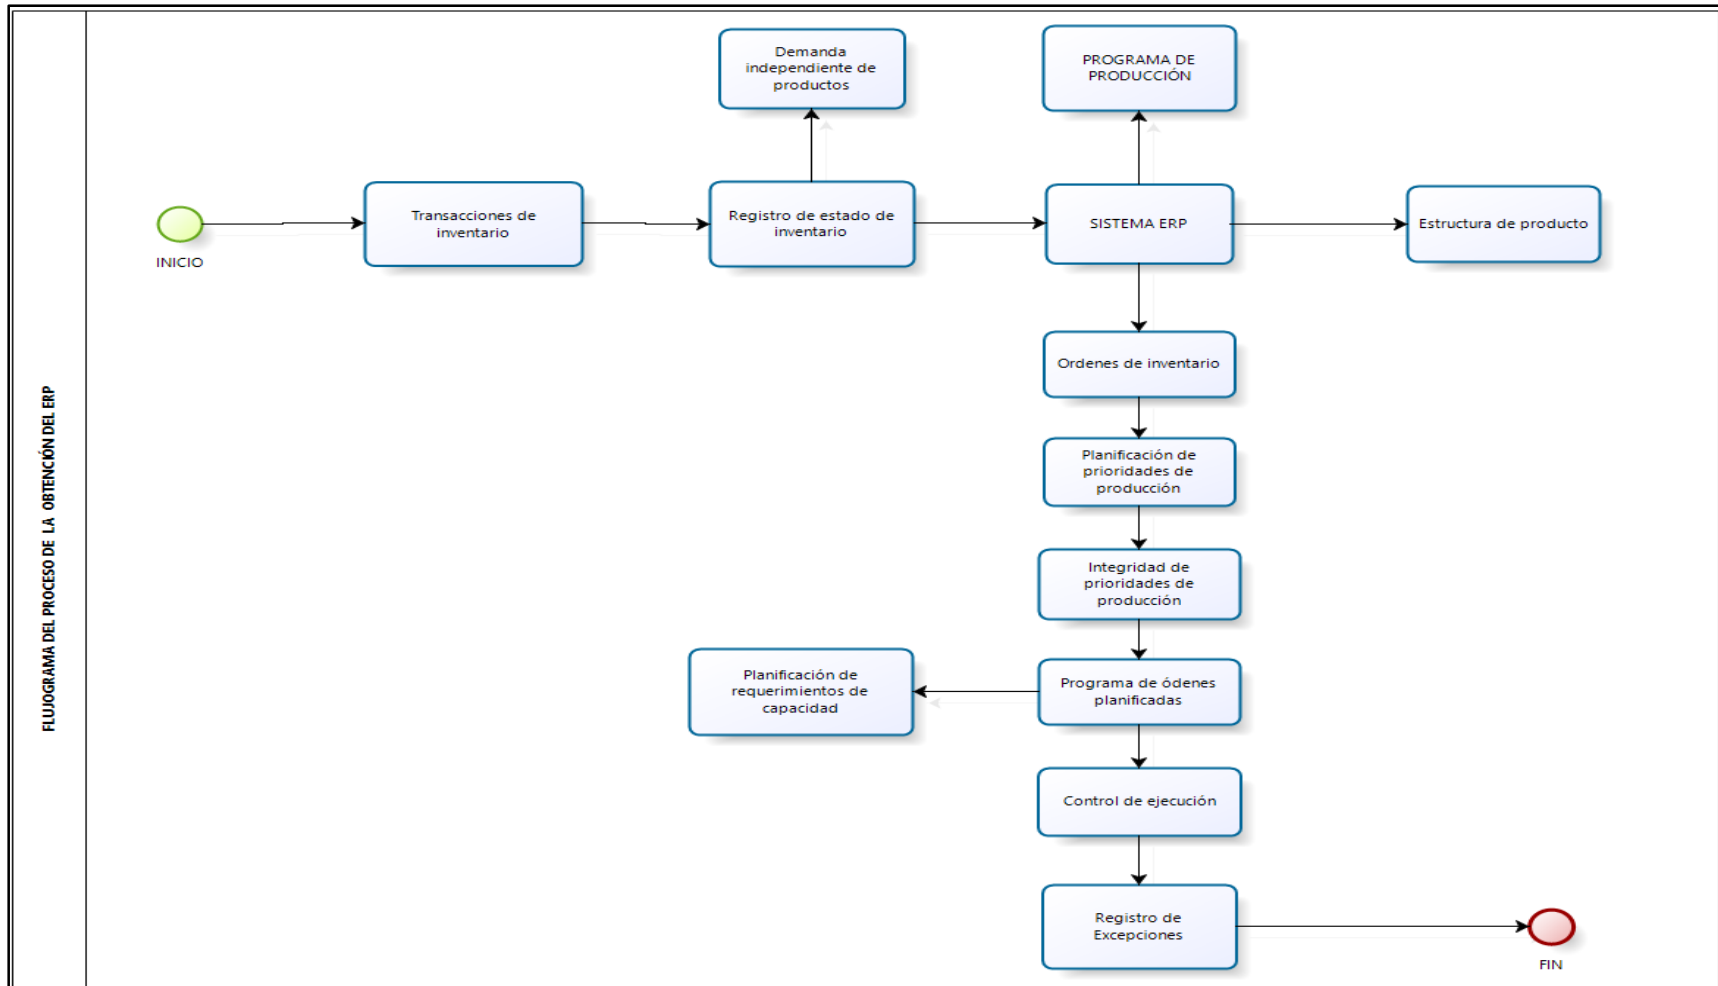 FLUJOGRAMA DEL PROCESO DE LA OBTENCIÓN DEL ERP
Demanda
independiente de
productos
PROGRAMA DE
PRODUCCIÓN
INICIO
Transacciones de
inventario
Registro de estado de
inventario
SISTEMA ERP
Estructura de producto
Ordenes de inventario
Planificación de
prioridades de
producción
Integridad de
prioridades de
producción
Planificación de
requerimientos de
capacidad
Programa de ódenes
planificadas
Control de ejecución
Registro de
Excepciones
FIN